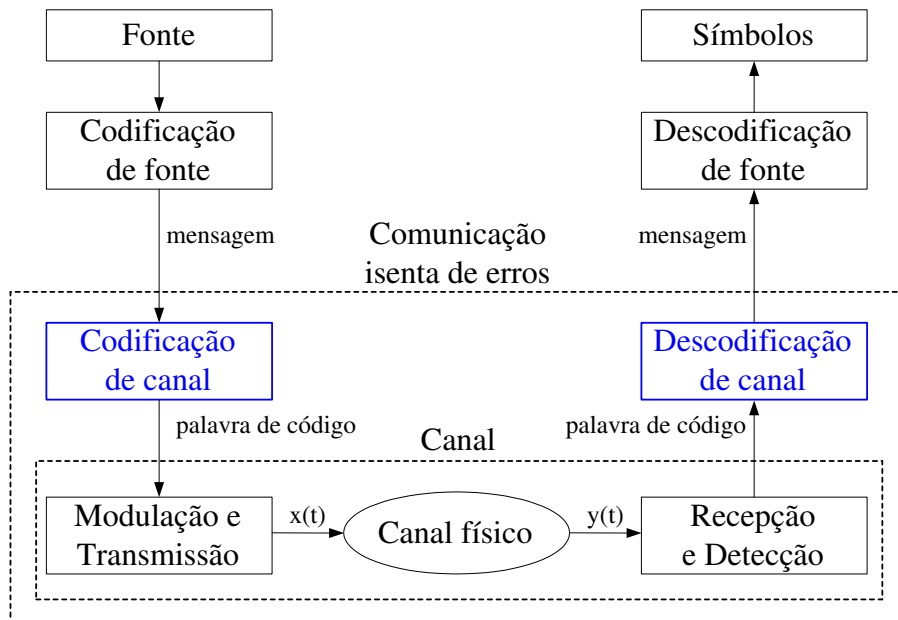 Fonte
Símbolos
Codificação
de fonte
Descodificação
de fonte
mensagem
Comunicação
isenta de erros
mensagem
Codificação
de canal
Descodificação
de canal
palavra de código
Canal
palavra de código
Modulação e
Transmissão
x(t)
Canal físico
y(t)
Recepção
e Detecção